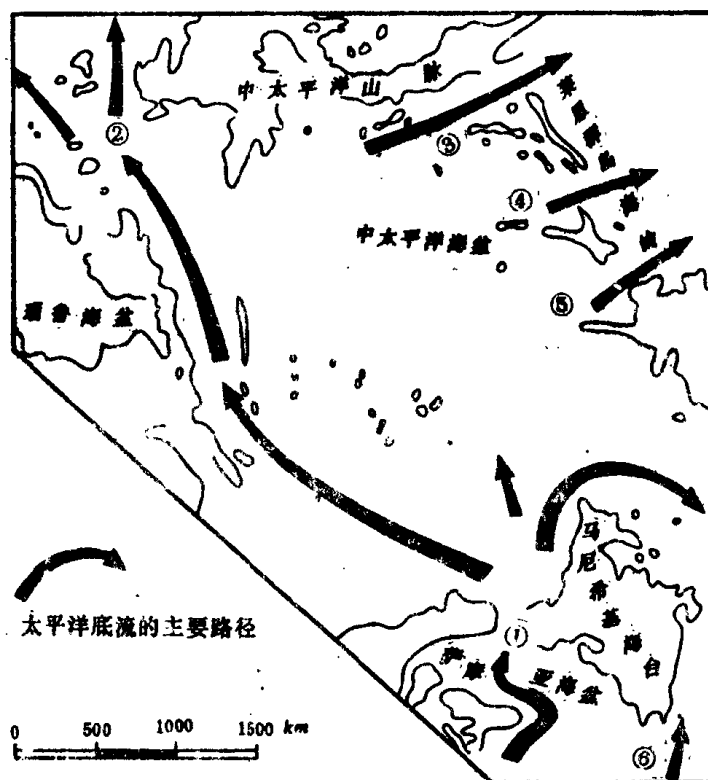 中太平洋山脉
②
③
莱恩群岛
④
中太平洋海盆
⑤
瑙鲁海盆
马尼希基海台
太平洋底流的主要路径
①
萨摩亚海盆
⑥
0 500 1000 1500 km